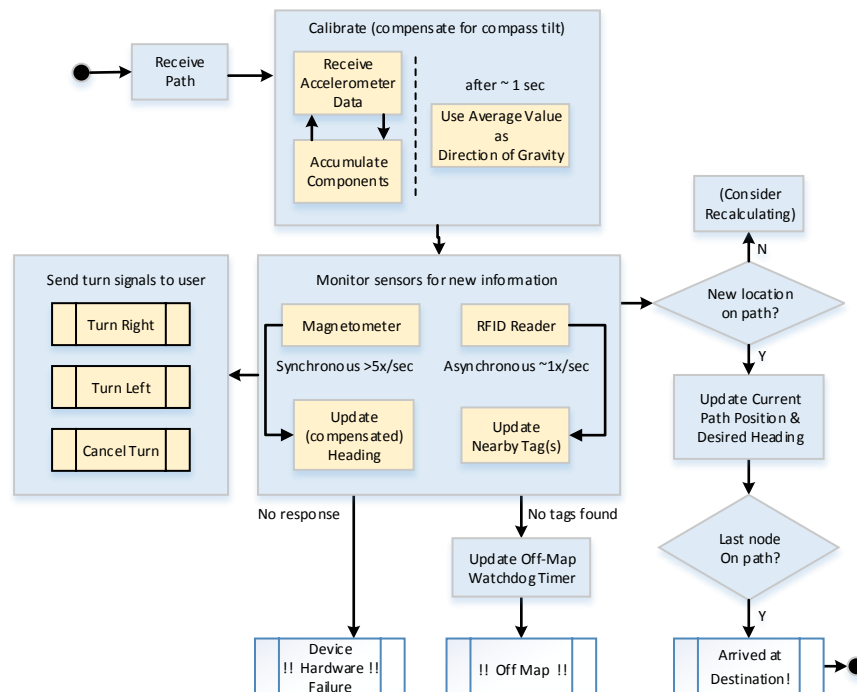 Calibrate (compensate for compass tilt)
Receive
Path
Receive
Accelerometer
Data
after ~ 1 sec
Use Average Value
as
Direction of Gravity
Accumulate
Components
(Consider
Recalculating)
N
Send turn signals to user
Turn Right
Turn Left
Cancel Turn
Monitor sensors for new information
Magnetometer
RFID Reader
Synchronous >5x/sec
Asynchronous ~1x/sec
Update
(compensated)
Heading
Update
Nearby Tag(s)
New location
on path?
Y
Update Current
Path Position &
Desired Heading
No response
No tags found
Update Off-Map
Watchdog Timer
Last node
On path?
Y
Device
!! Hardware !!
Failure
!! Off Map !!
Arrived at
Destination!